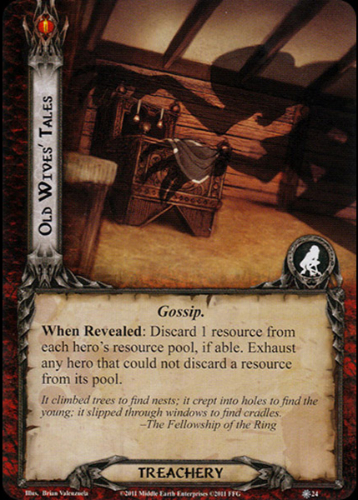 OLD WIVES' TALES
Gossip.
When Revealed: Discard 1 resource from
each hero's resource pool, if able. Exhaust
any hero that could not discard a resource
from its pool.
It climbed trees to find nests; it crept into holes to find the
young; it slipped through windows to find cradles.
–The Fellowship of the Ring
TREACHERY
Illus. Brian Valenzuela ©2011 Middle Earth Enterprises ©2011 FFG 24